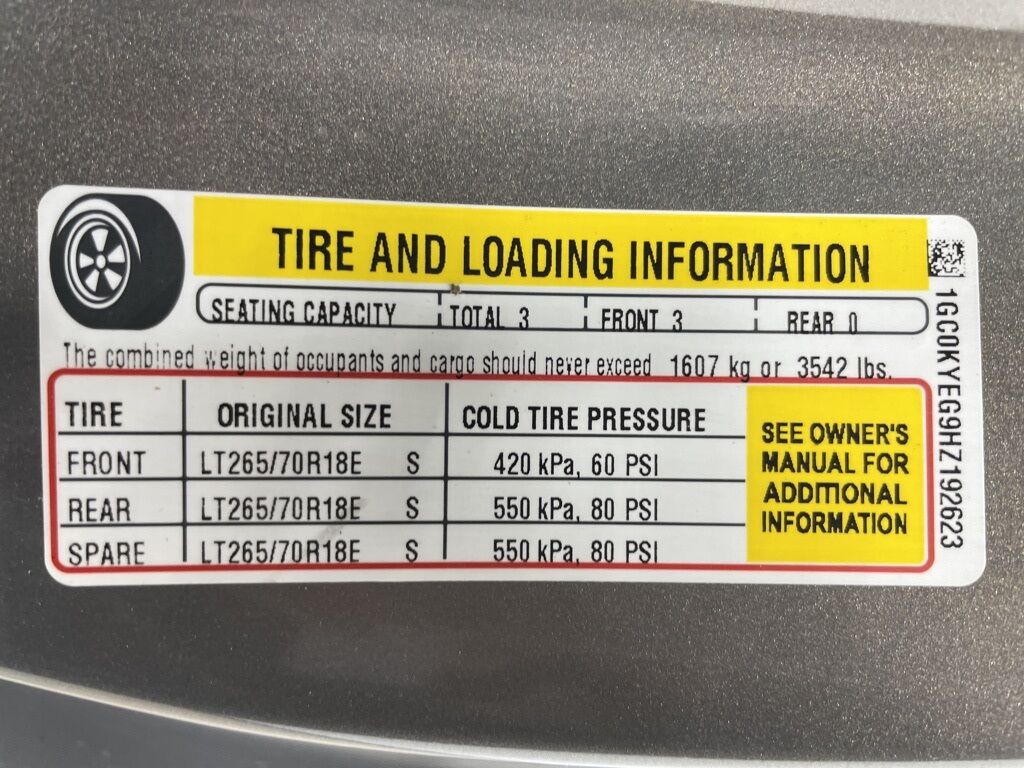 TIRE AND LOADING INFORMATION
SEATING CAPACITY TOTAL 3 FRONT 3 REAR 0
The combined weight of occupants and cargo should never exceed 1607 kg or 3542 lbs.
TIRE ORIGINAL SIZE COLD TIRE PRESSURE
FRONT LT265/70R18E S 420 kPa, 60 PSI
REAR LT265/70R18E S 550 kPa, 80 PSI
SPARE LT265/70R18E S 550 kPa, 80 PSI
SEE OWNER'S
MANUAL FOR
ADDITIONAL
INFORMATION
1GC0KYEG9HZ192623